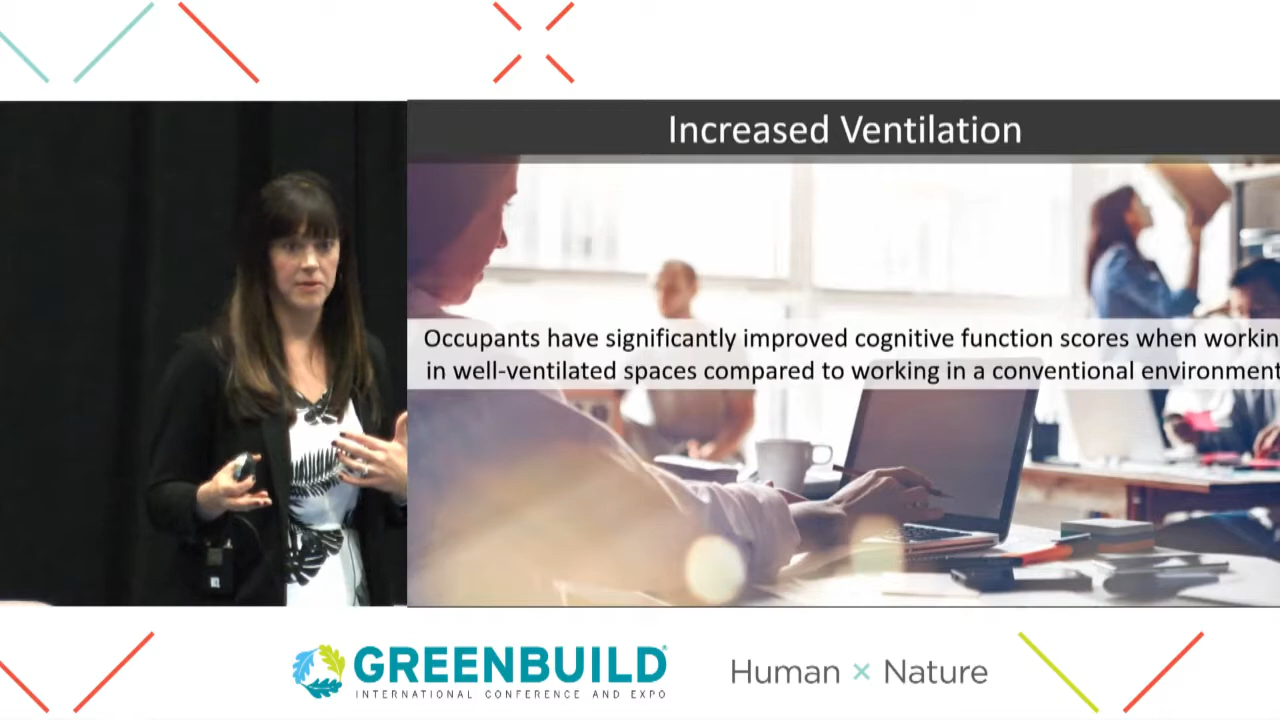 Increased Ventilation
Occupants have significantly improved cognitive function scores when workin
in well-ventilated spaces compared to working in a conventional environment
GREENBUILD
INTERNATIONAL CONFERENCE AND EXPO
Human × Nature